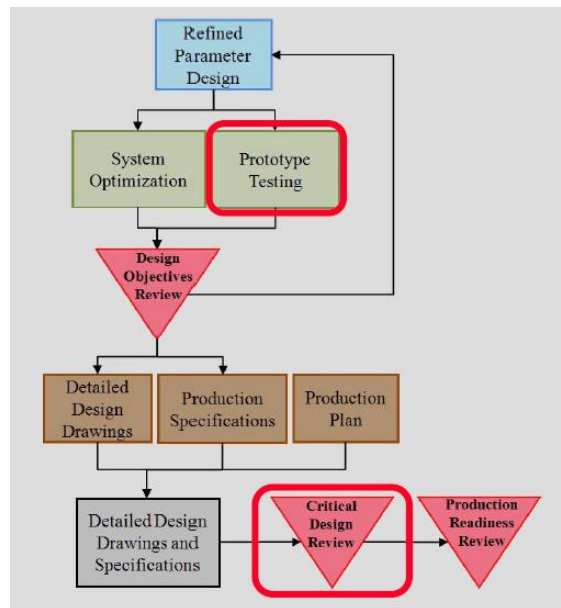 Refined
Parameter
Design
System
Optimization
Prototype
Testing
Design
Objectives
Review
Detailed
Design
Drawings
Production
Specifications
Production
Plan
Detailed Design
Drawings and
Specifications
Critical
Design
Review
Production
Readiness
Review